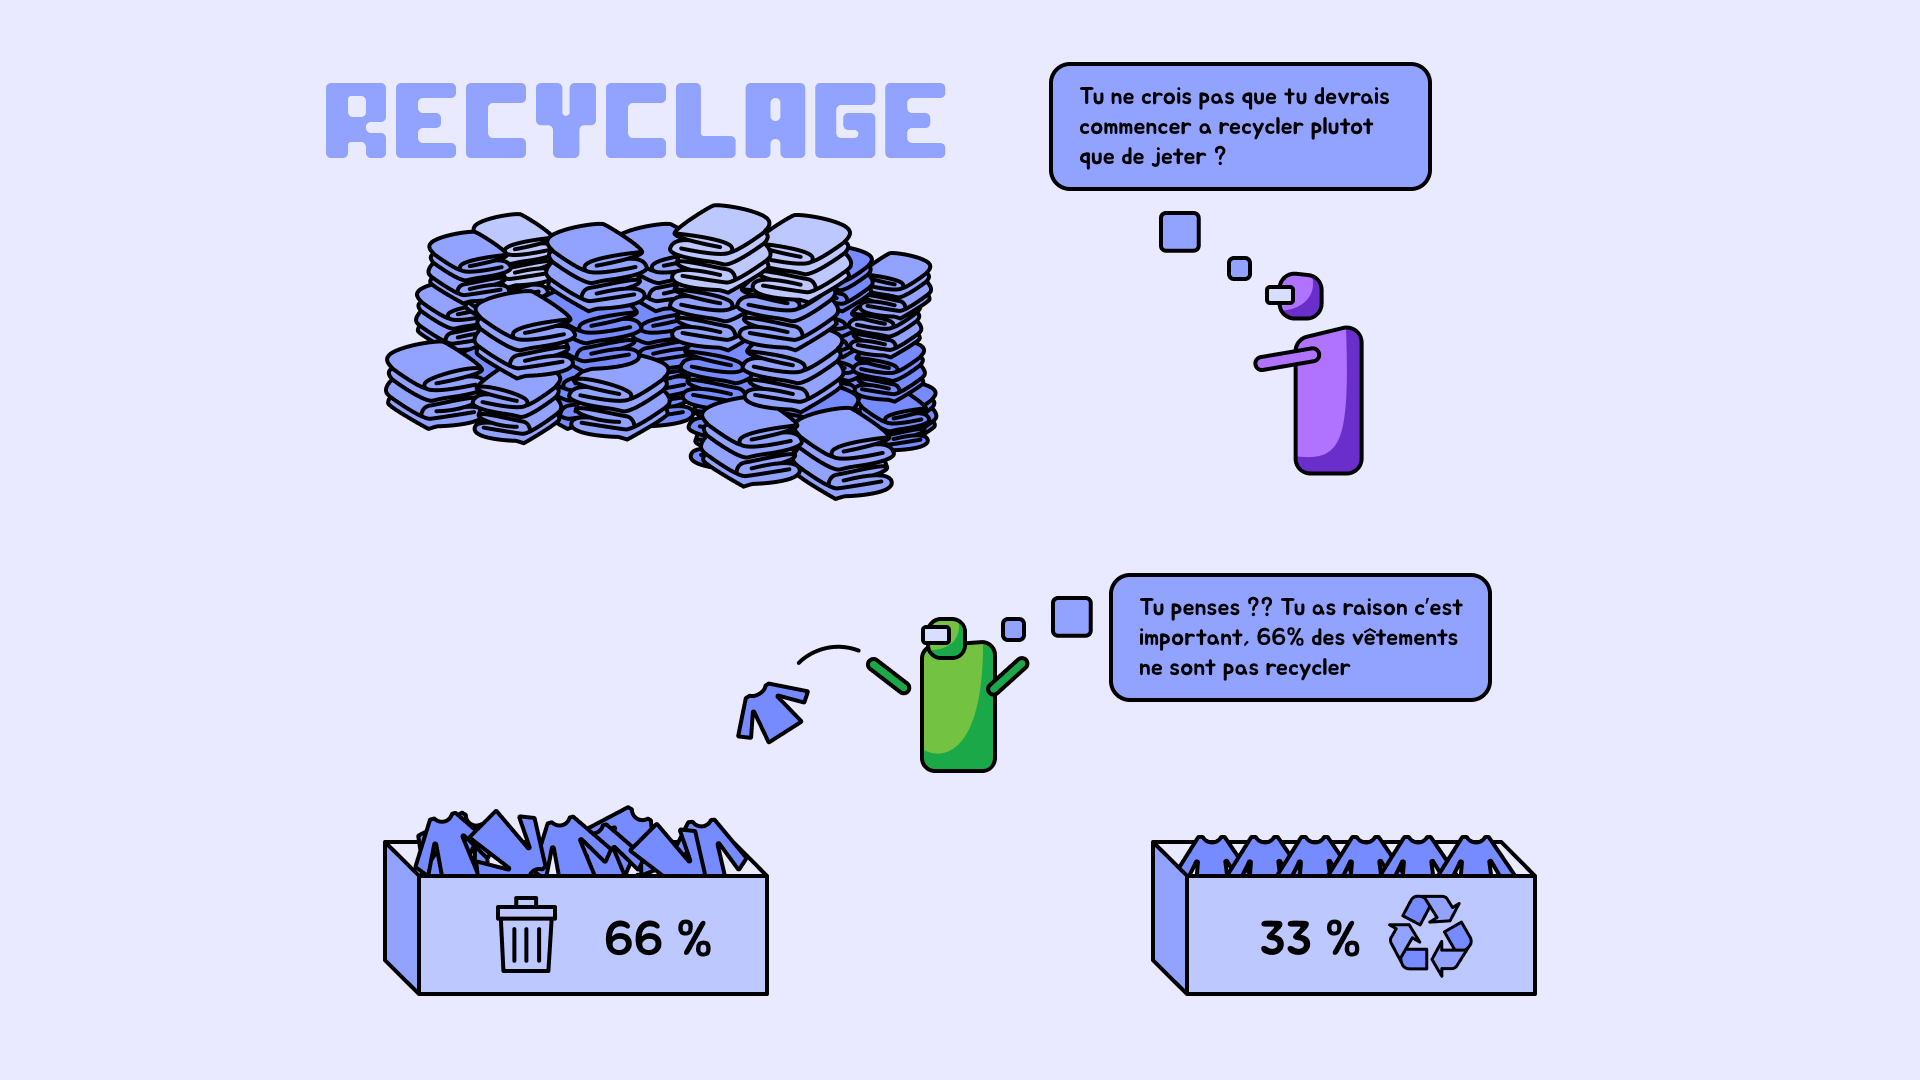 RECYCLAGE
Tu ne crois pas que tu devrais
commencer a recycler plutot
que de jeter ?
Tu penses ?? Tu as raison c'est
important, 66% des vêtements
ne sont pas recycler
66 %
33 %